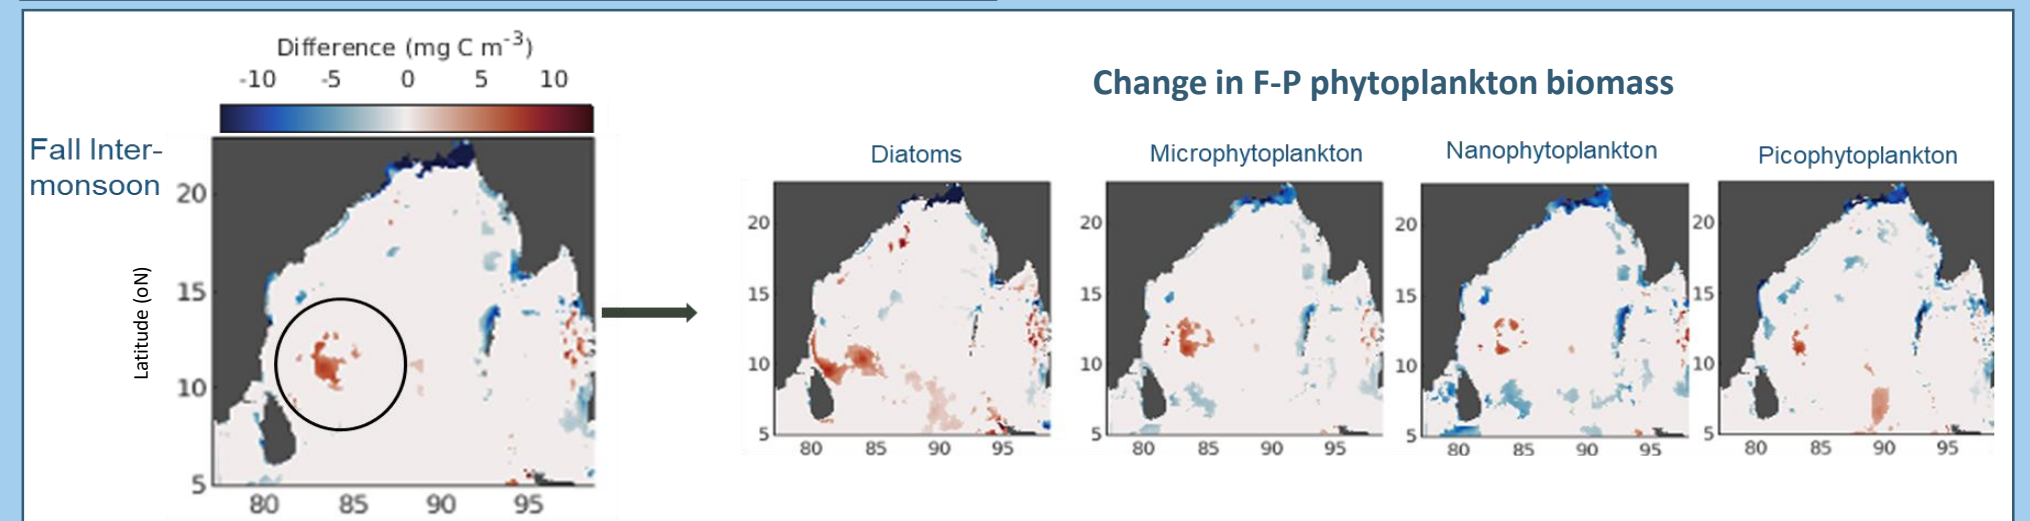 Difference (mg C m-3)
-10 -5 0 5 10
Change in F-P phytoplankton biomass
Fall Inter-
monsoon
Latitude (oN)
20
15
10
5
80 85 90 95
Diatoms
20
15
10
5
80 85 90 95
Microphytoplankton
20
15
10
5
80 85 90 95
Nanophytoplankton
20
15
10
5
80 85 90 95
Picophytoplankton
20
15
10
5
80 85 90 95